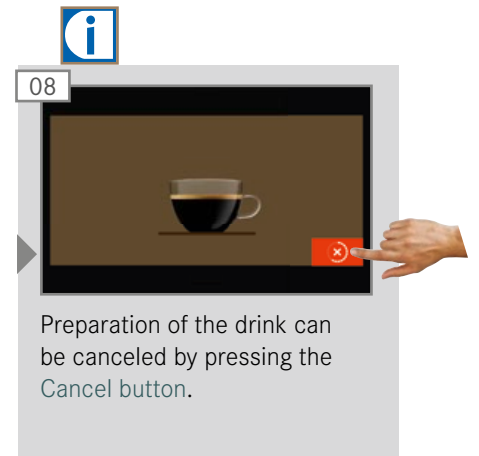 i
08
Preparation of the drink can
be canceled by pressing the
Cancel button.